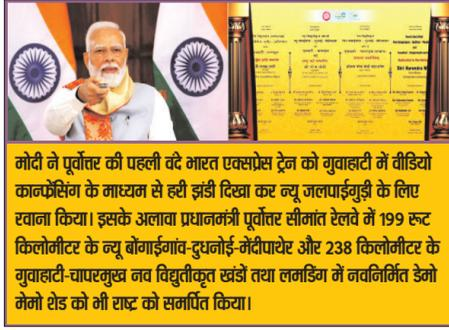 मोदी ने पूर्वोत्तर की पहली वंदे भारत एक्सप्रेस ट्रेन को गुवाहाटी में वीडियो
कान्फ्रेंसिंग के माध्यम से हरी झंडी दिखा कर न्यू जलपाईगुड़ी के लिए
रवाना किया। इसके अलावा प्रधानमंत्री पूर्वोत्तर सीमांत रेलवे में 199 रूट
किलोमीटर के न्यू बोंगाईगांव-दुधनोई-मेंदीपाथेर और 238 किलोमीटर के
गुवाहाटी-चापरमुख नव विद्युतीकृत खंडों तथा लमडिंग में नवनिर्मित डेमो
मेमो शेड को भी राष्ट्र को समर्पित किया।